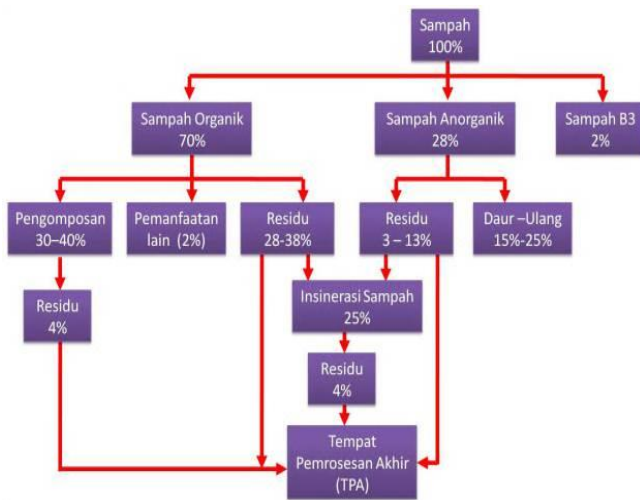 Sampah
100%
Sampah Organik
70%
Sampah Anorganik
28%
Sampah B3
2%
Pengomposan
30–40%
Pemanfaatan
lain (2%)
Residu
28-38%
Residu
3 – 13%
Daur –Ulang
15%-25%
Residu
4%
Insinerasi Sampah
25%
Residu
4%
Tempat
Pemrosesan Akhir
(TPA)